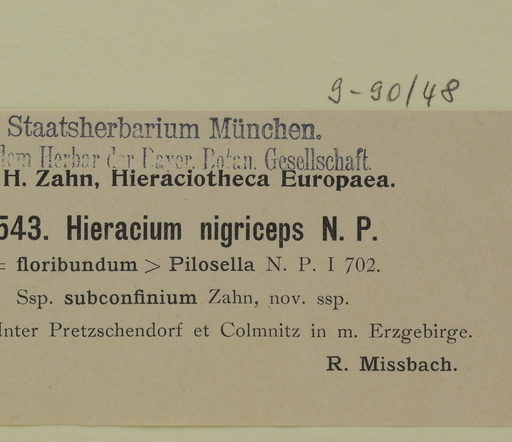 9-90/48
Staatsherbarium München.
dem Herbar der Bayer. Botan. Gesellschaft.
H. Zahn, Hieraciotheca Europaea.
543. Hieracium nigriceps N. P.
= floribundum > Pilosella N. P. I 702.
Ssp. subconfinium Zahn, nov. ssp.
Inter Pretzschendorf et Colmnitz in m. Erzgebirge.
R. Missbach.